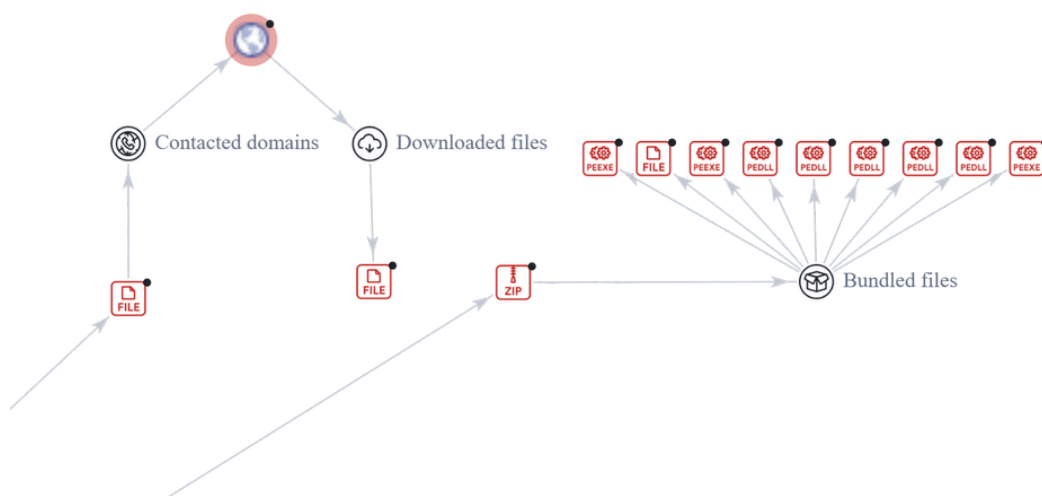 Contacted domains
Downloaded files
PEEXE
FILE
PEEXE
PEDLL
PEDLL
PEDLL
PEDLL
PEDLL
PEEXE
FILE
FILE
ZIP
Bundled files